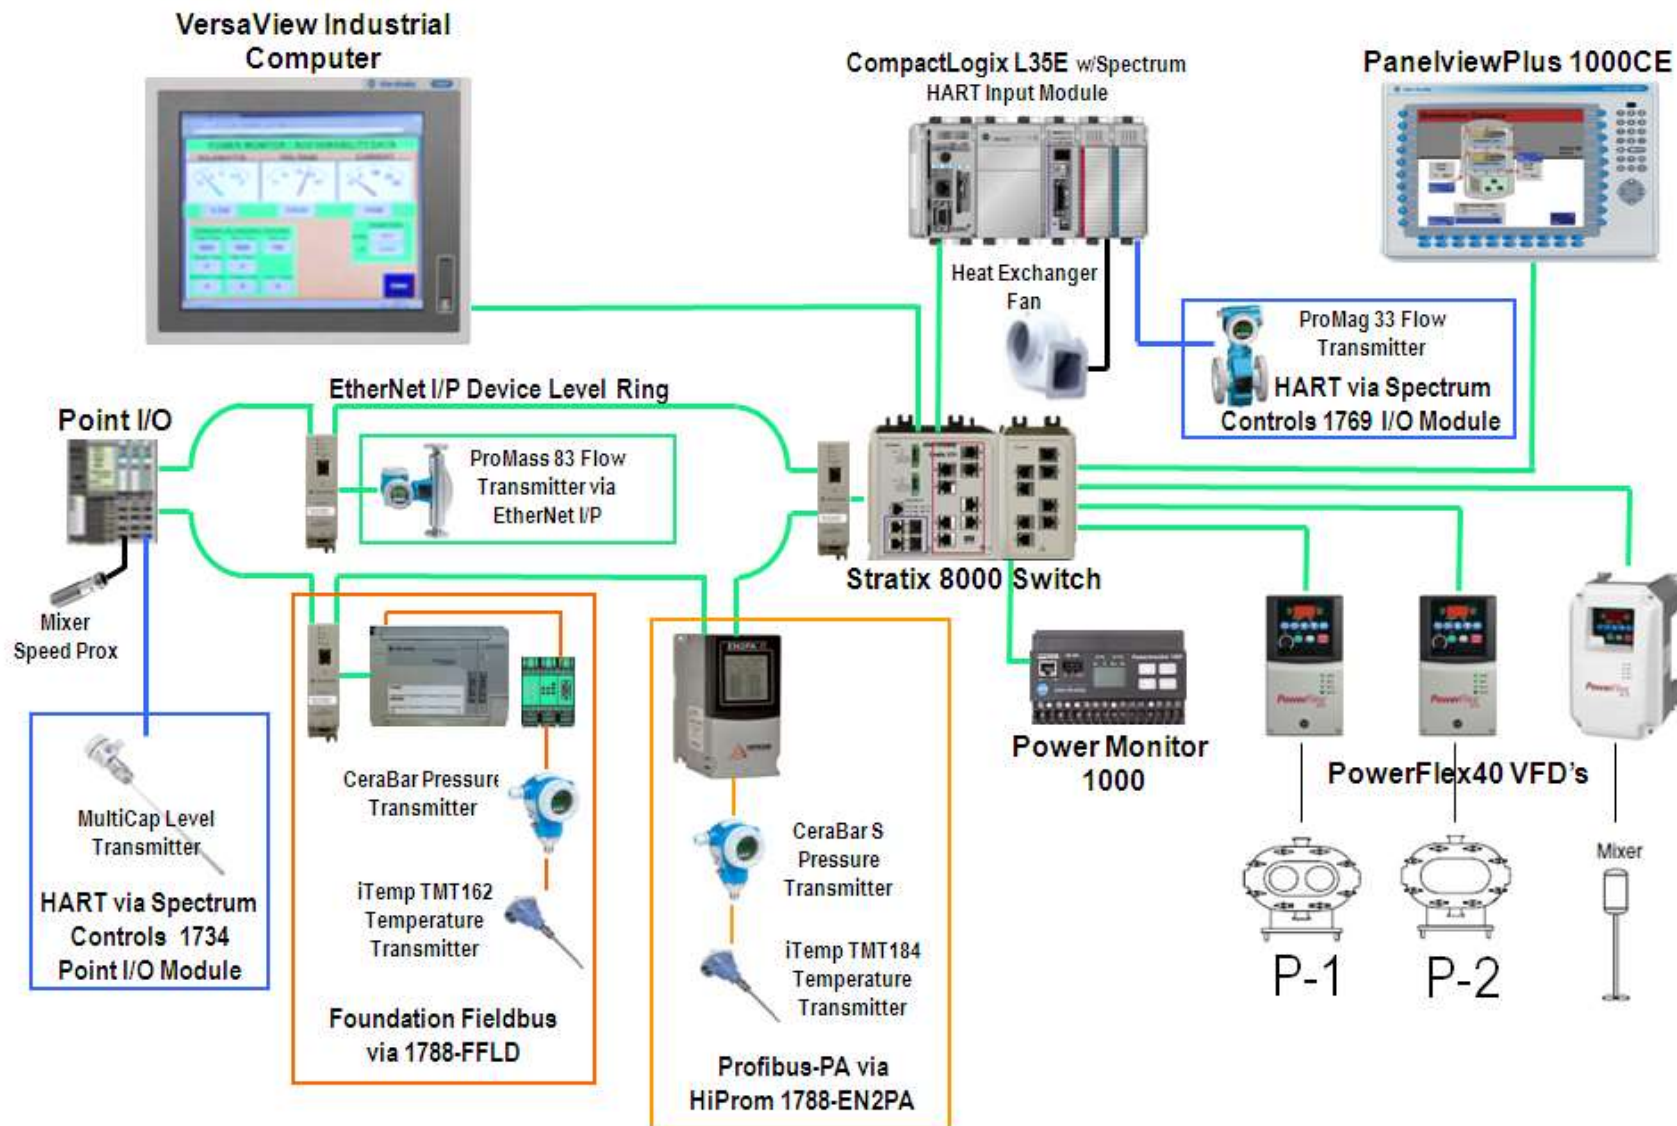 VersaView Industrial
Computer
CompactLogix L35E w/Spectrum
HART Input Module
PanelviewPlus 1000CE
Heat Exchanger
Fan
ProMag 33 Flow
Transmitter
HART via Spectrum
Controls 1769 I/O Module
EtherNet I/P Device Level Ring
Point I/O
ProMass 83 Flow
Transmitter via
EtherNet I/P
Stratix 8000 Switch
Mixer
Speed Prox
EN2PA
PowerFlex
PowerFlex
PowerFlex
Power Monitor
1000
PowerFlex40 VFD's
MultiCap Level
Transmitter
HART via Spectrum
Controls 1734
Point I/O Module
CeraBar Pressure
Transmitter
iTemp TMT162
Temperature
Transmitter
Foundation Fieldbus
via 1788-FFLD
CeraBar S
Pressure
Transmitter
iTemp TMT184
Temperature
Transmitter
Profibus-PA via
HiProm 1788-EN2PA
Mixer
P-1
P-2